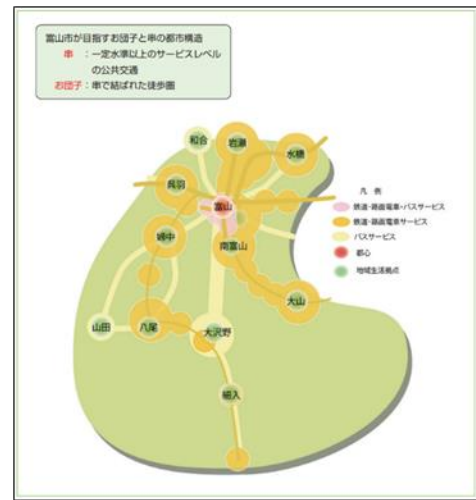 富山市が目指すお団子と串の都市構造
串 ：一定水準以上のサービスレベル
の公共交通
お団子：串で結ばれた徒歩圏
和合
岩瀬
水橋
呉羽
富山
婦中
南富山
大山
山田
八尾
大沢野
細入
凡 例
鉄道・路面電車・バスサービス
鉄道・路面電車サービス
バスサービス
都心
地域生活拠点